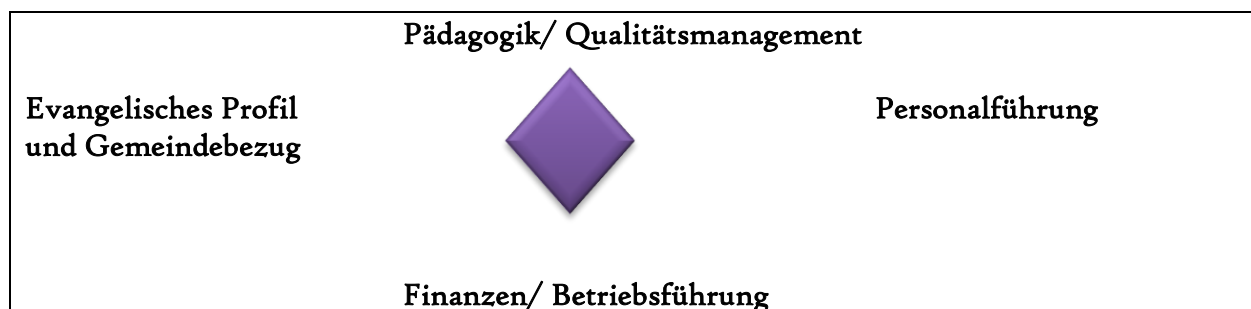 Pädagogik/ Qualitätsmanagement
Evangelisches Profil
und Gemeindebezug
Personalführung
Finanzen/ Betriebsführung